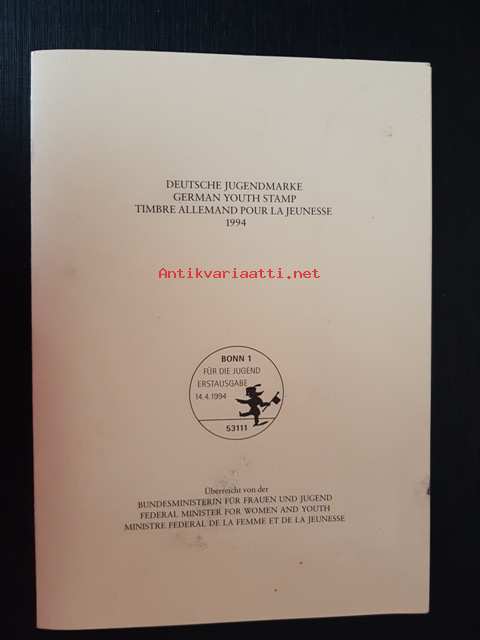 DEUTSCHE JUGENDMARKE
GERMAN YOUTH STAMP
TIMBRE ALLEMAND POUR LA JEUNESSE
1994
Antikvariaatti.net
BONN 1
FÜR DIE JUGEND
ERSTAUSGABE
14.4.1994
53111
Überreicht von der
BUNDESMINISTERIN FÜR FRAUEN UND JUGEND
FEDERAL MINISTER FOR WOMEN AND YOUTH
MINISTRE FEDERAL DE LA FEMME ET DE LA JEUNESSE